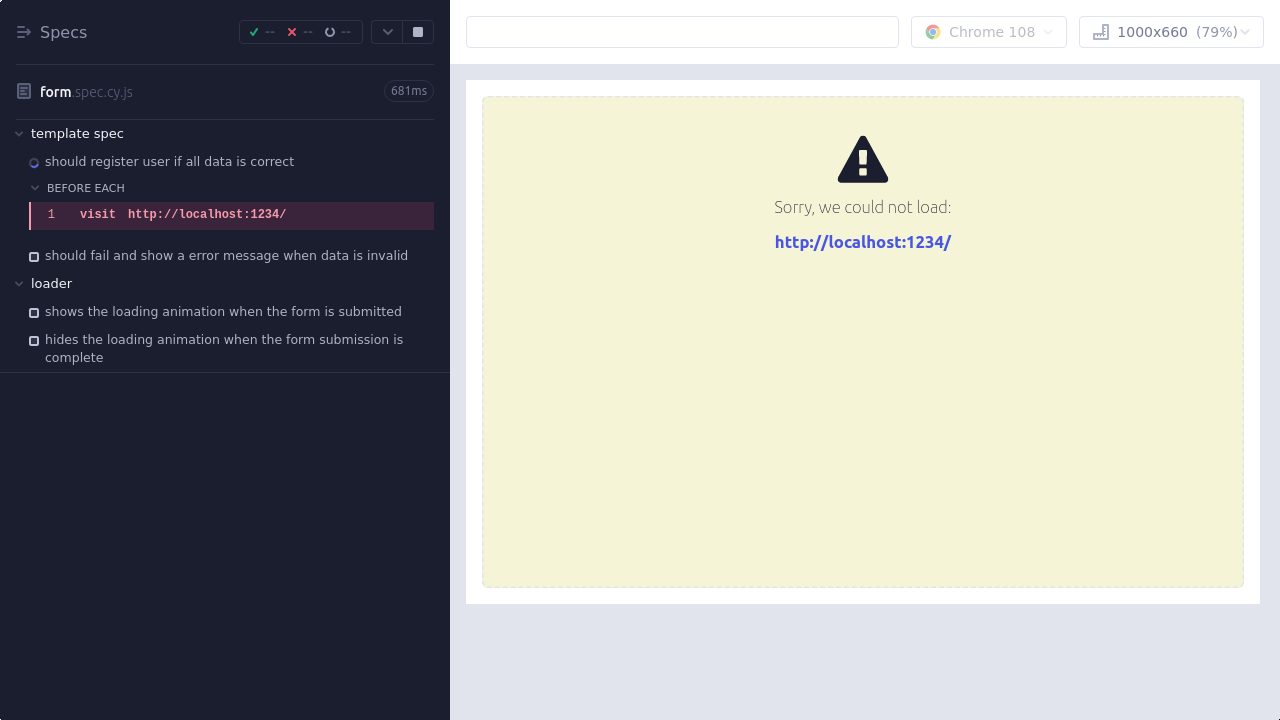 Specs
--
--
--
form.spec.cy.js
681ms
template spec
should register user if all data is correct
BEFORE EACH
1 visit http://localhost:1234/
should fail and show a error message when data is invalid
loader
shows the loading animation when the form is submitted
hides the loading animation when the form submission is
complete
Chrome 108
1000x660 (79%)
Sorry, we could not load:
http://localhost:1234/